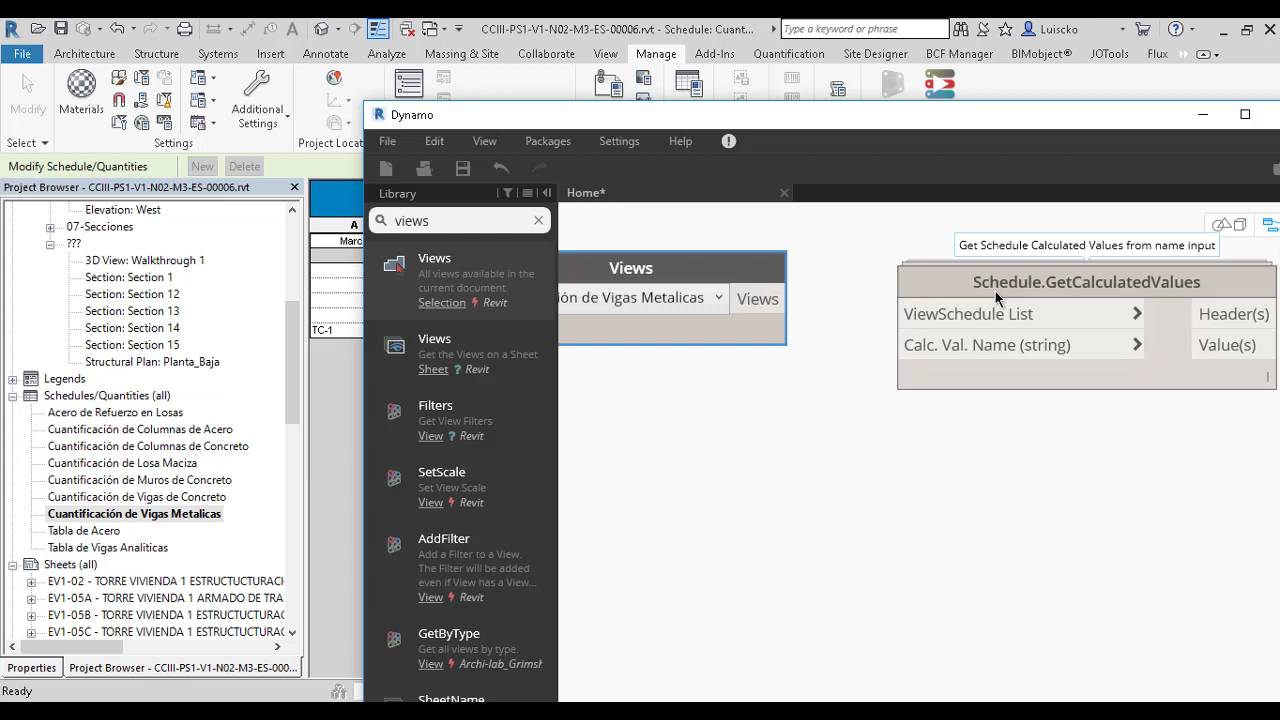 CCIII-PS1-V1-N02-M3-ES-00006.rvt - Schedule: Cuant...
Type a keyword or phrase
Luiscko
File Architecture Structure Systems Insert Annotate Analyze Massing & Site Collaborate View Manage Add-Ins Quantification Site Designer BCF Manager BIMobject® JOTools Flux
Modify Materials Additional Settings
Select Settings Project Locat
Modify Schedule/Quantities New Delete
Project Browser - CCIII-PS1-V1-N02-M3-ES-00006.rvt
Elevation: West
07-Secciones
???
3D View: Walkthrough 1
Section: Section 1
Section: Section 12
Section: Section 13
Section: Section 14
Section: Section 15
Structural Plan: Planta_Baja
Legends
Schedules/Quantities (all)
Acero de Refuerzo en Losas
Cuantificación de Columnas de Acero
Cuantificación de Columnas de Concreto
Cuantificación de Losa Maciza
Cuantificación de Muros de Concreto
Cuantificación de Vigas de Concreto
Cuantificación de Vigas Metalicas
Tabla de Acero
Tabla de Vigas Analiticas
Sheets (all)
EV1-02 - TORRE VIVIENDA 1 ESTRUCTUCTURACI
EV1-05A - TORRE VIVIENDA 1 ARMADO DE TRA
EV1-05B - TORRE VIVIENDA 1 ESTRUCTUCTURAC
EV1-05C - TORRE VIVIENDA 1 ESTRUCTUCTURAC
Properties Project Browser - CCIII-PS1-V1-N02-M3-ES-000...
Ready
A
Marc
TC-1
Dynamo
File Edit View Packages Settings Help
Library
Home*
views
Views
All views available in the
current document.
Selection Revit
Views
Get the Views on a Sheet
Sheet ? Revit
Filters
Get View Filters
View ? Revit
SetScale
Set View Scale
View Revit
AddFilter
Add a Filter to a View.
The Filter will be added
even if View has a View...
View Revit
GetByType
Get all views by type.
View Archi-lab_Grimsh
SheetName
Views
ión de Vigas Metalicas Views
Get Schedule Calculated Values from name input
Schedule.GetCalculatedValues
ViewSchedule List > Header(s)
Calc. Val. Name (string) > Value(s)